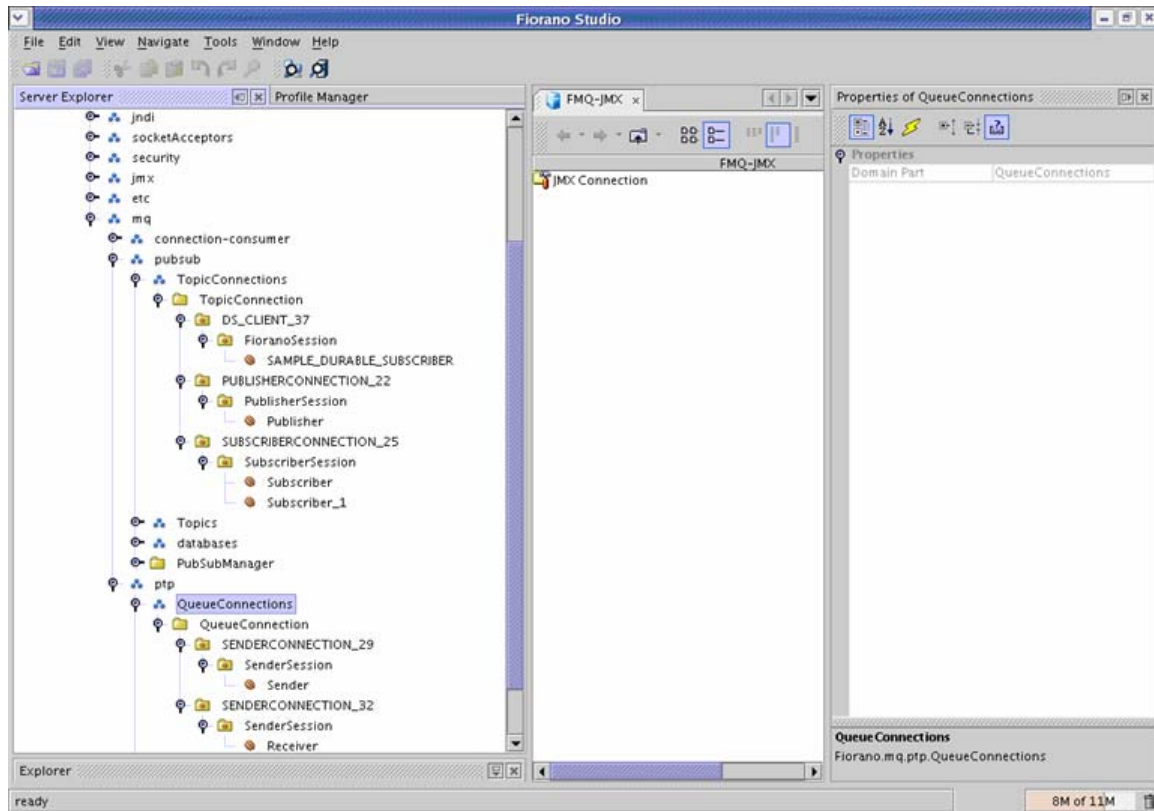 Fiorano Studio
File Edit View Navigate Tools Window Help
Server Explorer Profile Manager
jndi
socketAcceptors
security
jmx
etc
mq
connection-consumer
pubsub
TopicConnections
TopicConnection
DS_CLIENT_37
FioranoSession
SAMPLE_DURABLE_SUBSCRIBER
PUBLISHERCONNECTION_22
PublisherSession
Publisher
SUBSCRIBERCONNECTION_25
SubscriberSession
Subscriber
Subscriber_1
Topics
databases
PubSubManager
ptp
QueueConnections
QueueConnection
SENDERCONNECTION_29
SenderSession
Sender
SENDERCONNECTION_32
SenderSession
Receiver
Explorer
FMQ-JMX
FMQ-JMX
JMX Connection
Properties of QueueConnections
Properties
Domain Part QueueConnections
QueueConnections
Fiorano.mq.ptp.QueueConnections
ready
8M of 11M